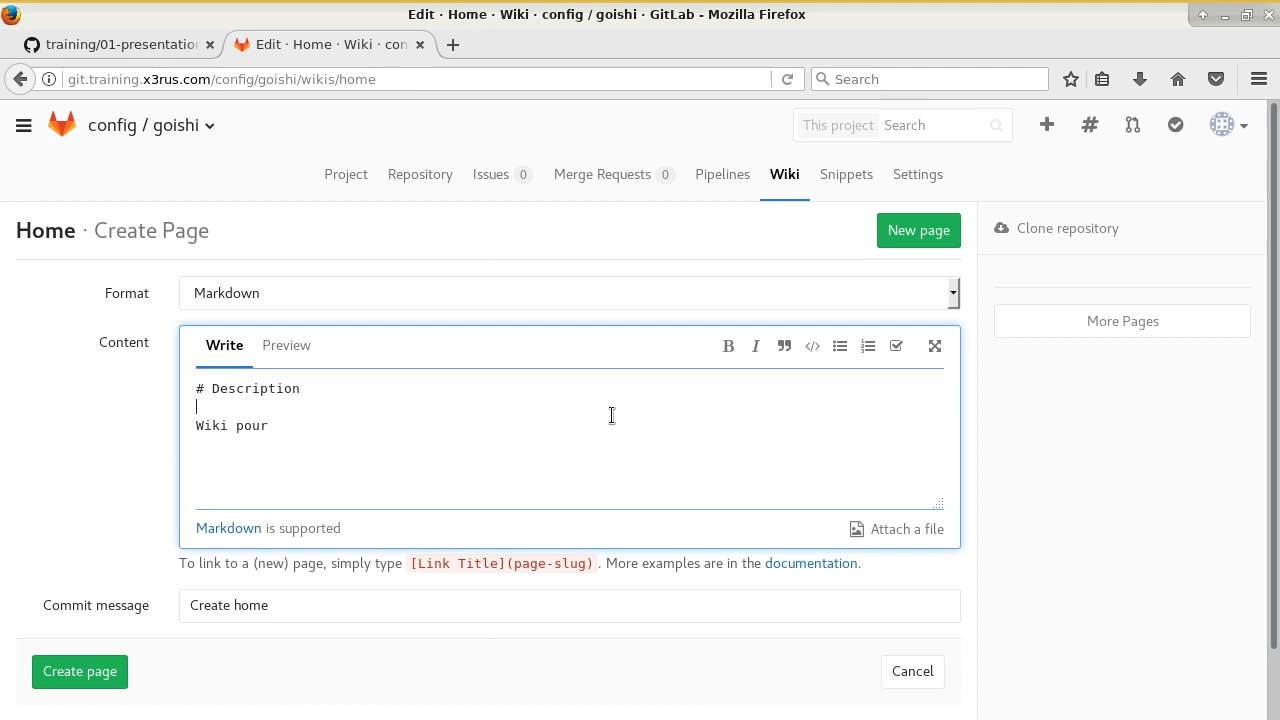 Edit · Home · Wiki · config / goishi · GitLab - Mozilla Firefox
training/01-presentatio
Edit · Home · Wiki · con
git.training.x3rus.com/config/goishi/wikis/home
Search
config / goishi
This project Search
Project Repository Issues 0 Merge Requests 0 Pipelines Wiki Snippets Settings
Home · Create Page
New page
Clone repository
Format
Markdown
More Pages
Content
Write Preview
# Description
Wiki pour
Markdown is supported
Attach a file
To link to a (new) page, simply type [Link Title](page-slug). More examples are in the documentation.
Commit message
Create home
Create page
Cancel